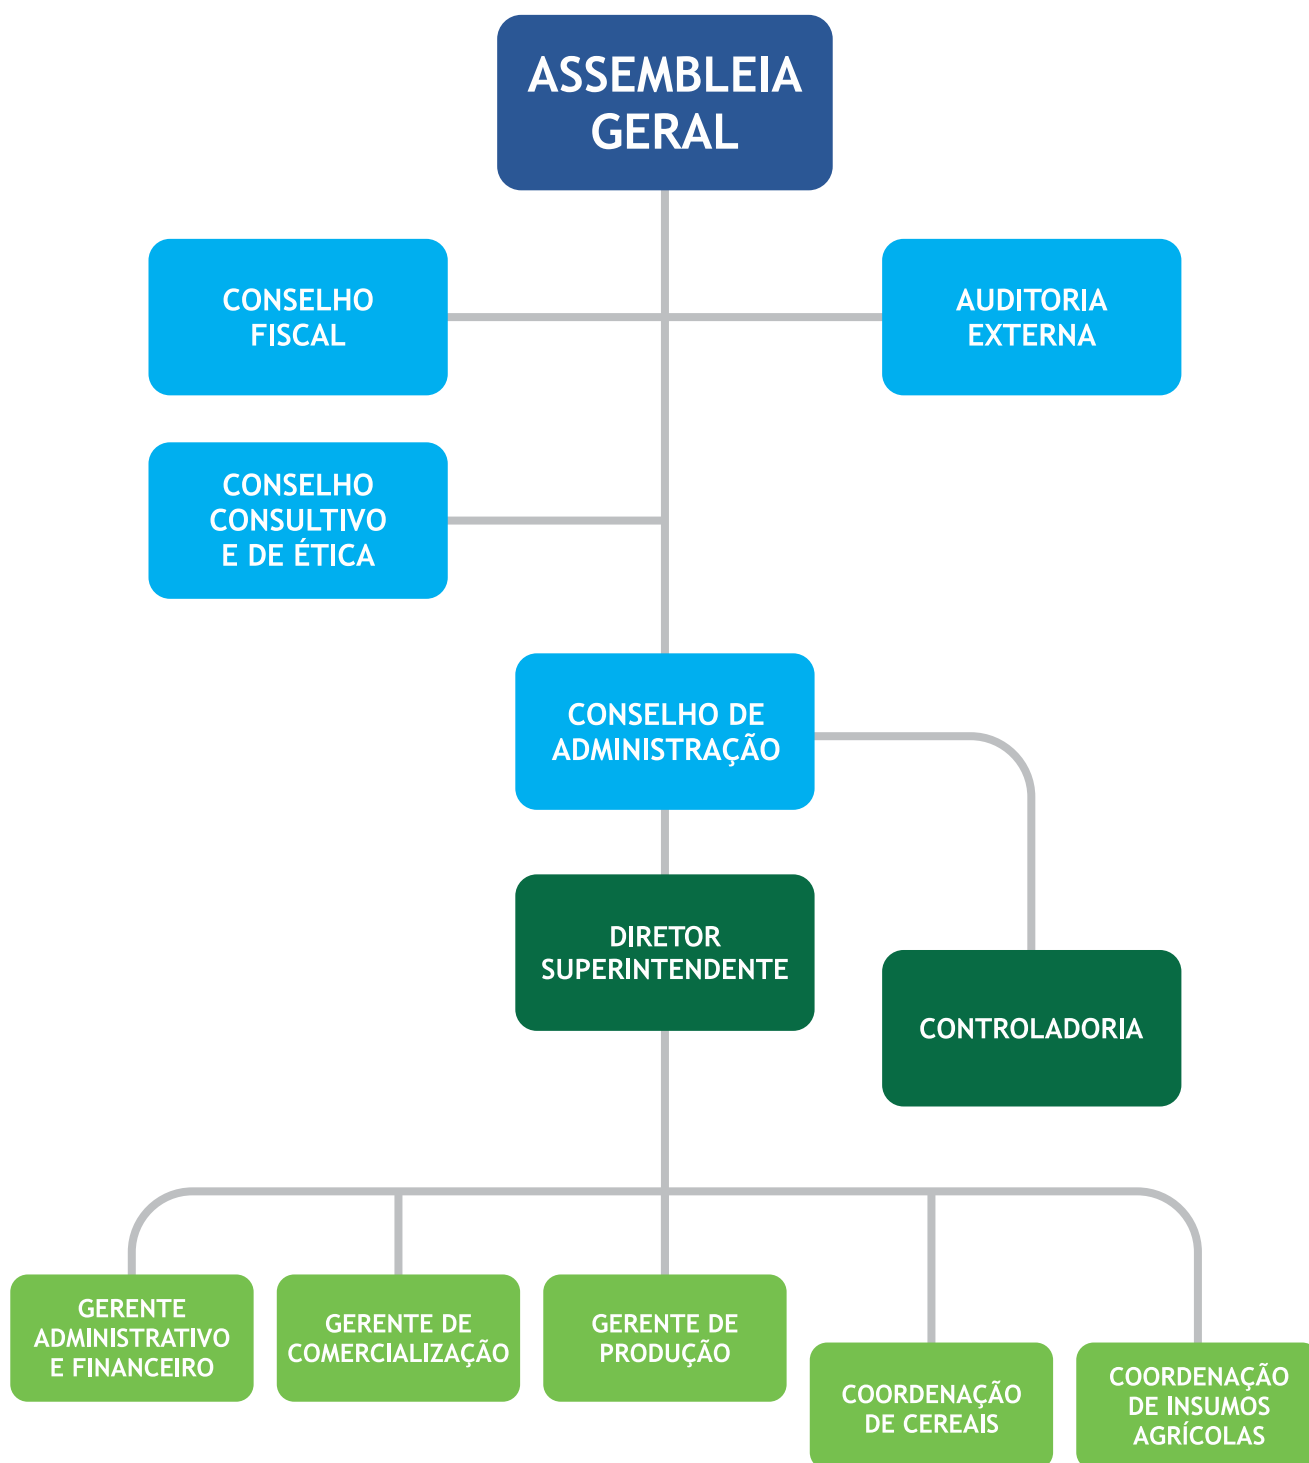 ASSEMBLEIA
GERAL
CONSELHO
FISCAL
AUDITORIA
EXTERNA
CONSELHO
CONSULTIVO
E DE ÉTICA
CONSELHO DE
ADMINISTRAÇÃO
DIRETOR
SUPERINTENDENTE
CONTROLADORIA
GERENTE
ADMINISTRATIVO
E FINANCEIRO
GERENTE DE
COMERCIALIZAÇÃO
GERENTE DE
PRODUÇÃO
COORDENAÇÃO
DE CEREAIS
COORDENAÇÃO
DE INSUMOS
AGRÍCOLAS